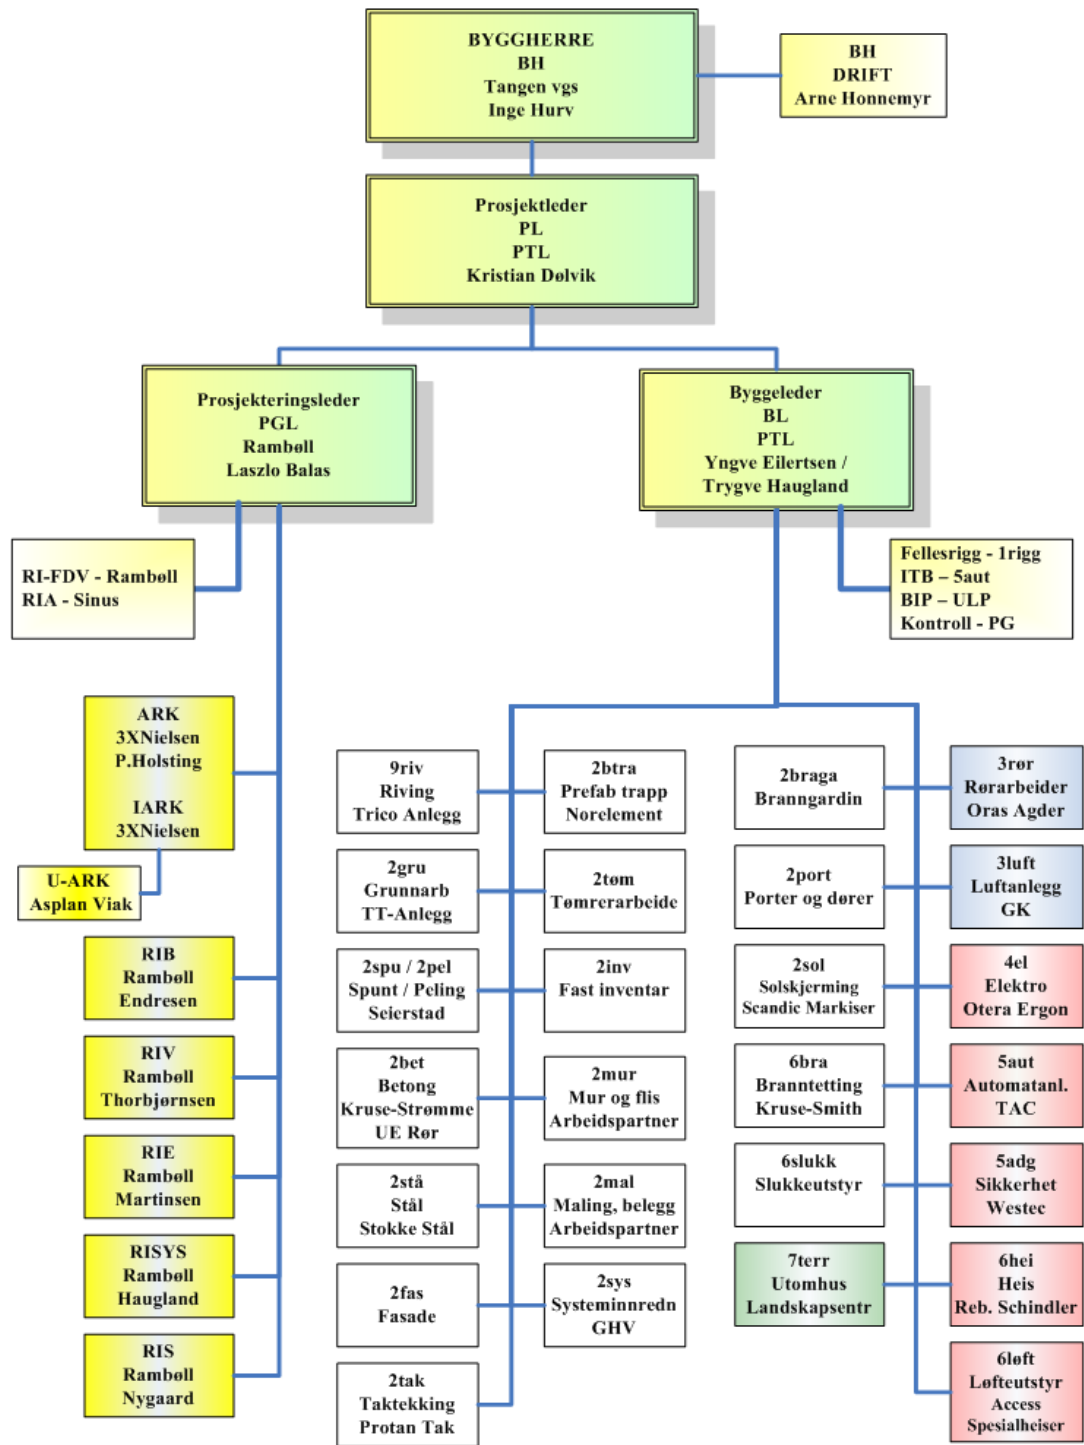 BYGGHERRE
BH
Tangen vgs
Inge Hurv
BH
DRIFT
Arne Honnemyr
Prosjektleder
PL
PTL
Kristian Dølvik
Prosjekteringsleder
PGL
Rambøll
Laszlo Balas
Byggeleder
BL
PTL
Yngve Eilertsen /
Trygve Haugland
RI-FDV - Rambøll
RIA - Sinus
Fellesrigg - 1rigg
ITB – 5aut
BIP – ULP
Kontroll - PG
ARK
3XNielsen
P.Holsting
IARK
3XNielsen
U-ARK
Asplan Viak
RIB
Rambøll
Endresen
RIV
Rambøll
Thorbjørnsen
RIE
Rambøll
Martinsen
RISYS
Rambøll
Haugland
RIS
Rambøll
Nygaard
9riv
Riving
Trico Anlegg
2btra
Prefab trapp
Norelement
2gru
Grunnarb
TT-Anlegg
2tøm
Tømrerarbeide
2spu / 2pel
Spunt / Peling
Seierstad
2inv
Fast inventar
2bet
Betong
Kruse-Strømme
UE Rør
2mur
Mur og flis
Arbeidspartner
2stå
Stål
Stokke Stål
2mal
Maling, belegg
Arbeidspartner
2fas
Fasade
2sys
Systeminnredn
GHV
2tak
Taktekking
Protan Tak
2braga
Branngardin
3rør
Rørarbeider
Oras Agder
2port
Porter og dører
3luft
Luftanlegg
GK
2sol
Solskjerming
Scandic Markiser
4el
Elektro
Otera Ergon
6bra
Branntetting
Kruse-Smith
5aut
Automatanl.
TAC
6slukk
Slukkeutstyr
5adg
Sikkerhet
Westec
7terr
Utomhus
Landskapsentr
6hei
Heis
Reb. Schindler
6løft
Løfteutstyr
Access
Spesialheiser